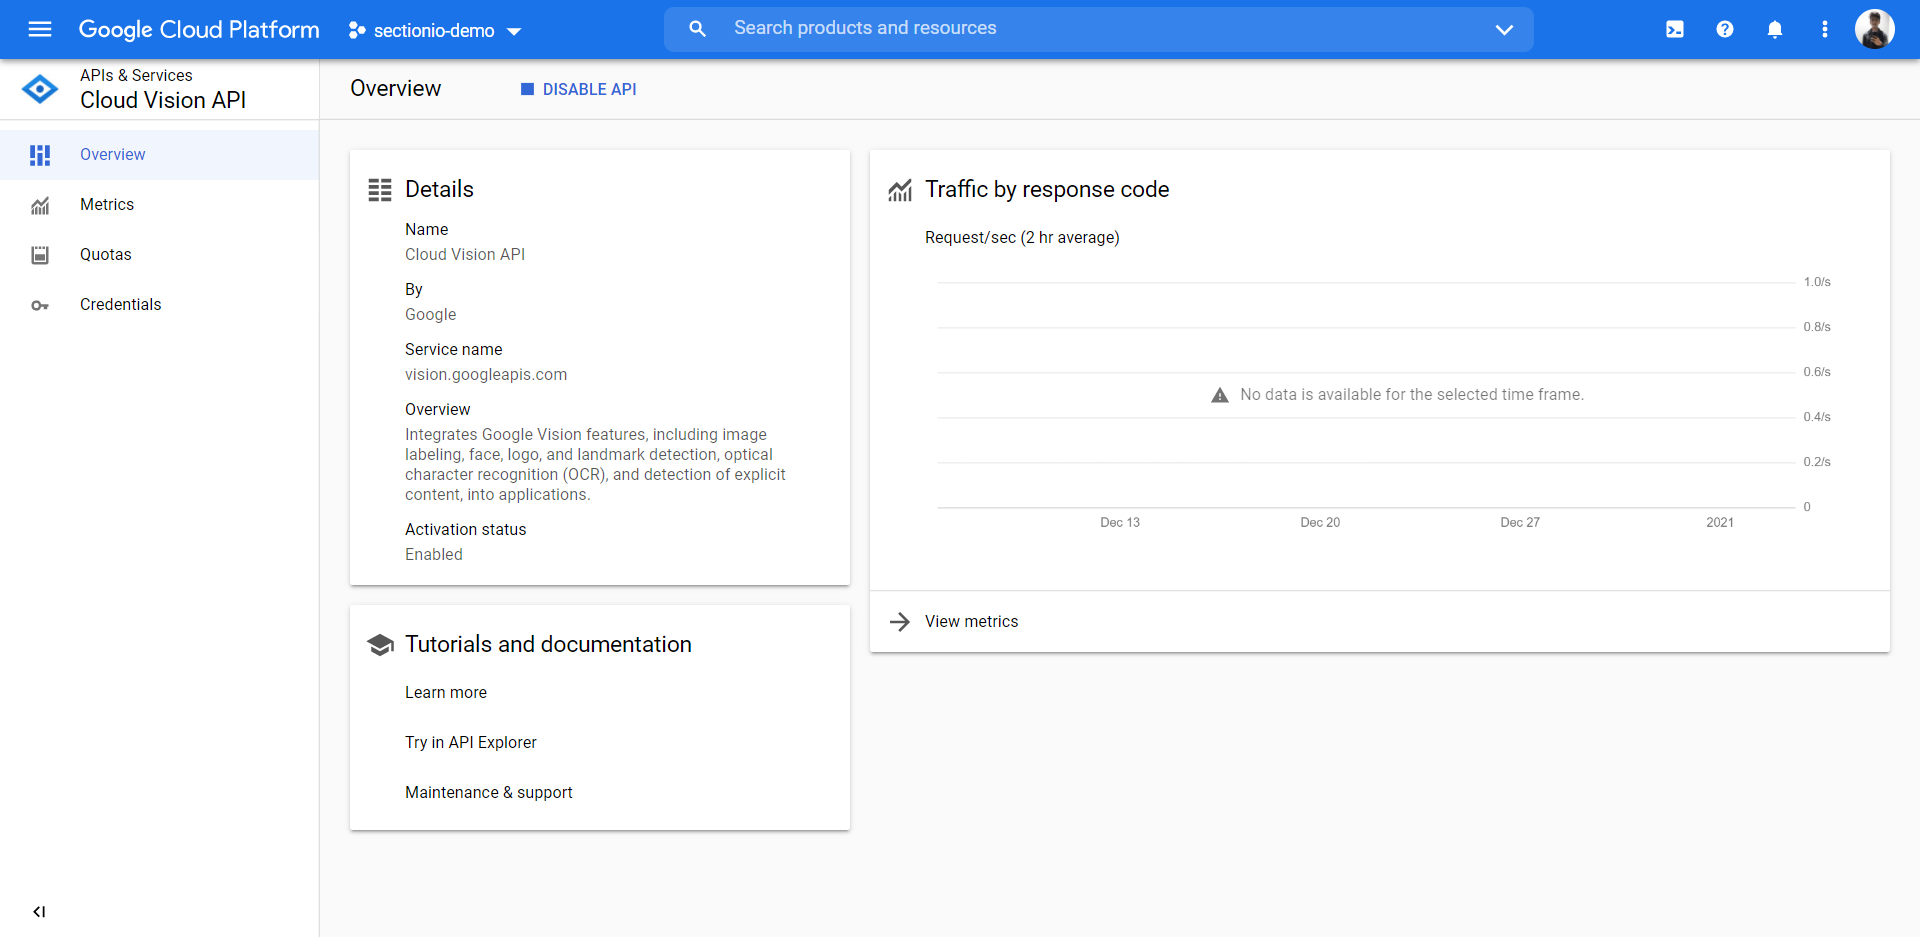 Google Cloud Platform
sectionio-demo
Search products and resources
APIs & Services
Cloud Vision API
Overview
DISABLE API
Overview
Metrics
Quotas
Credentials
Details
Name
Cloud Vision API
By
Google
Service name
vision.googleapis.com
Overview
Integrates Google Vision features, including image
labeling, face, logo, and landmark detection, optical
character recognition (OCR), and detection of explicit
content, into applications.
Activation status
Enabled
Tutorials and documentation
Learn more
Try in API Explorer
Maintenance & support
Traffic by response code
Request/sec (2 hr average)
1.0/s
0.8/s
0.6/s
No data is available for the selected time frame.
0.4/s
0.2/s
0
Dec 13 Dec 20 Dec 27 2021
View metrics